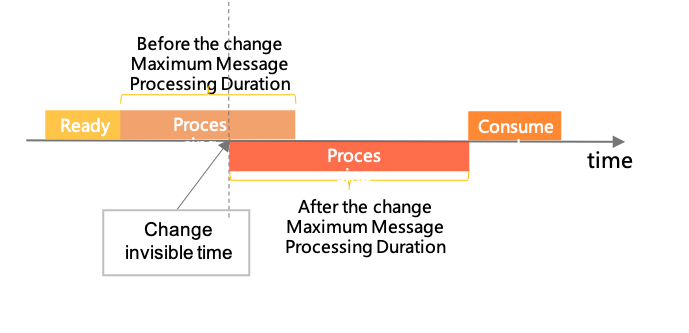 Before the change
Maximum Message
Processing Duration
Ready
Proces
Consume
Proces
time
After the change
Maximum Message
Processing Duration
Change
invisible time